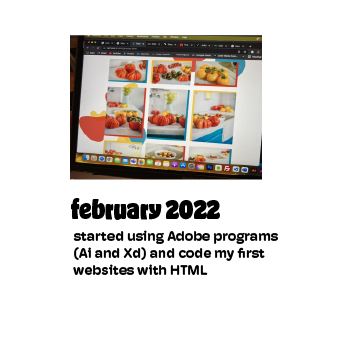 february 2022
started using Adobe programs
(Ai and Xd) and code my first
websites with HTML